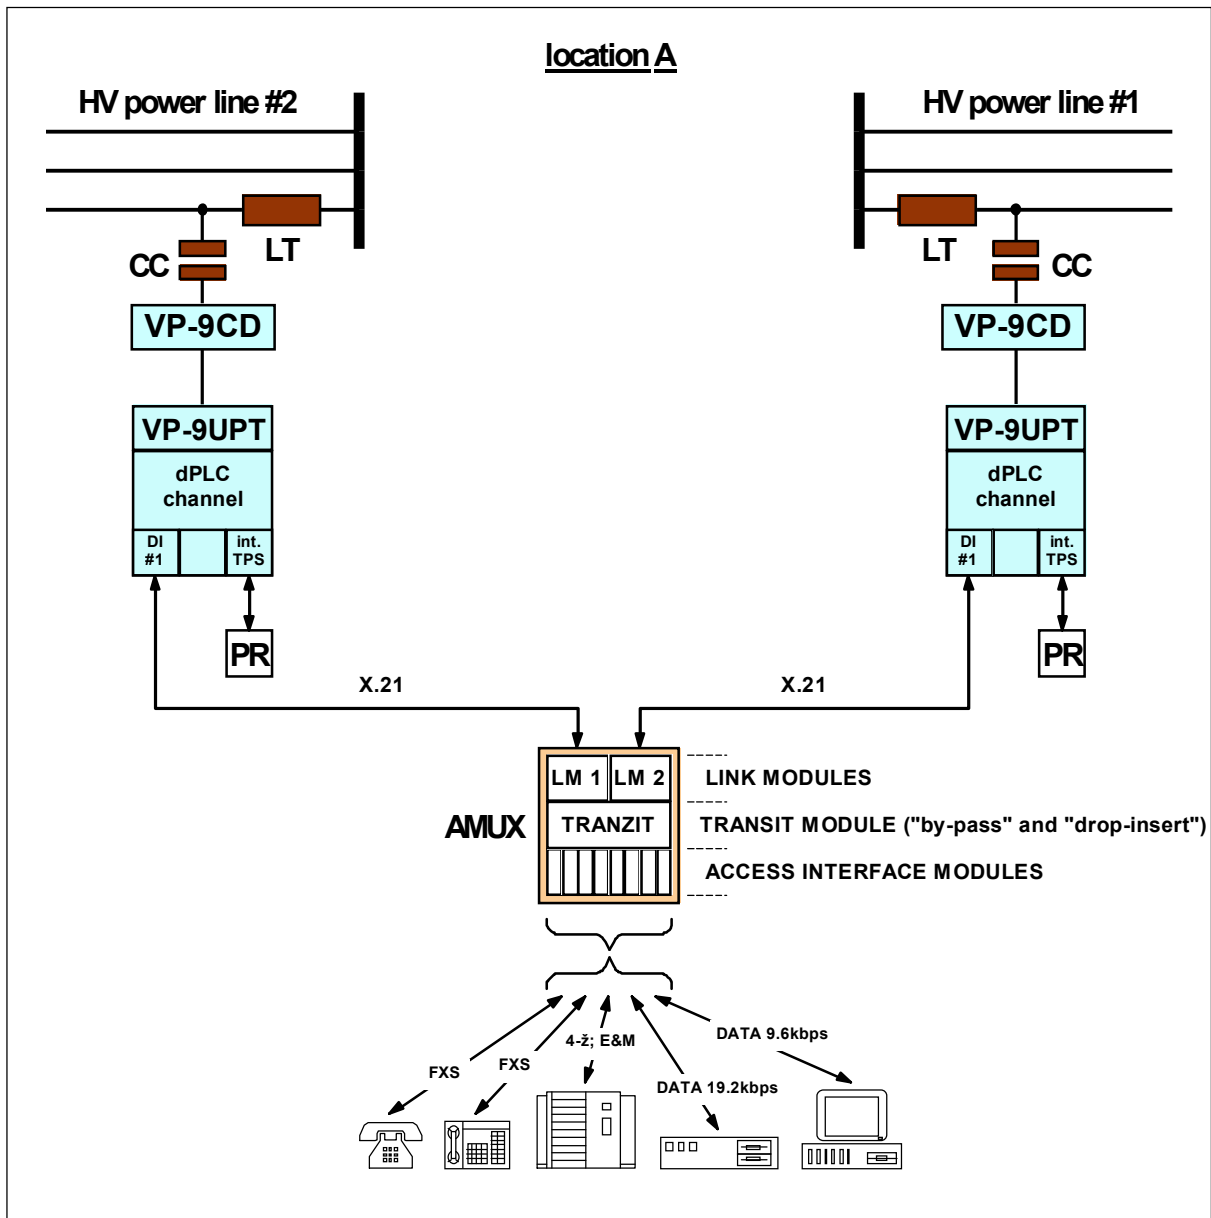 location A
HV power line #2
HV power line #1
LT
CC
LT
CC
VP-9CD
VP-9CD
VP-9UPT
dPLC
channel
DI
#1
int.
TPS
VP-9UPT
dPLC
channel
DI
#1
int.
TPS
PR
PR
X.21
X.21
LM 1
LM 2
LINK MODULES
AMUX
TRANZIT
TRANSIT MODULE ("by-pass" and "drop-insert")
ACCESS INTERFACE MODULES
DATA 9.6kbps
4-ž; E&M
FXS
FXS
DATA 19.2kbps